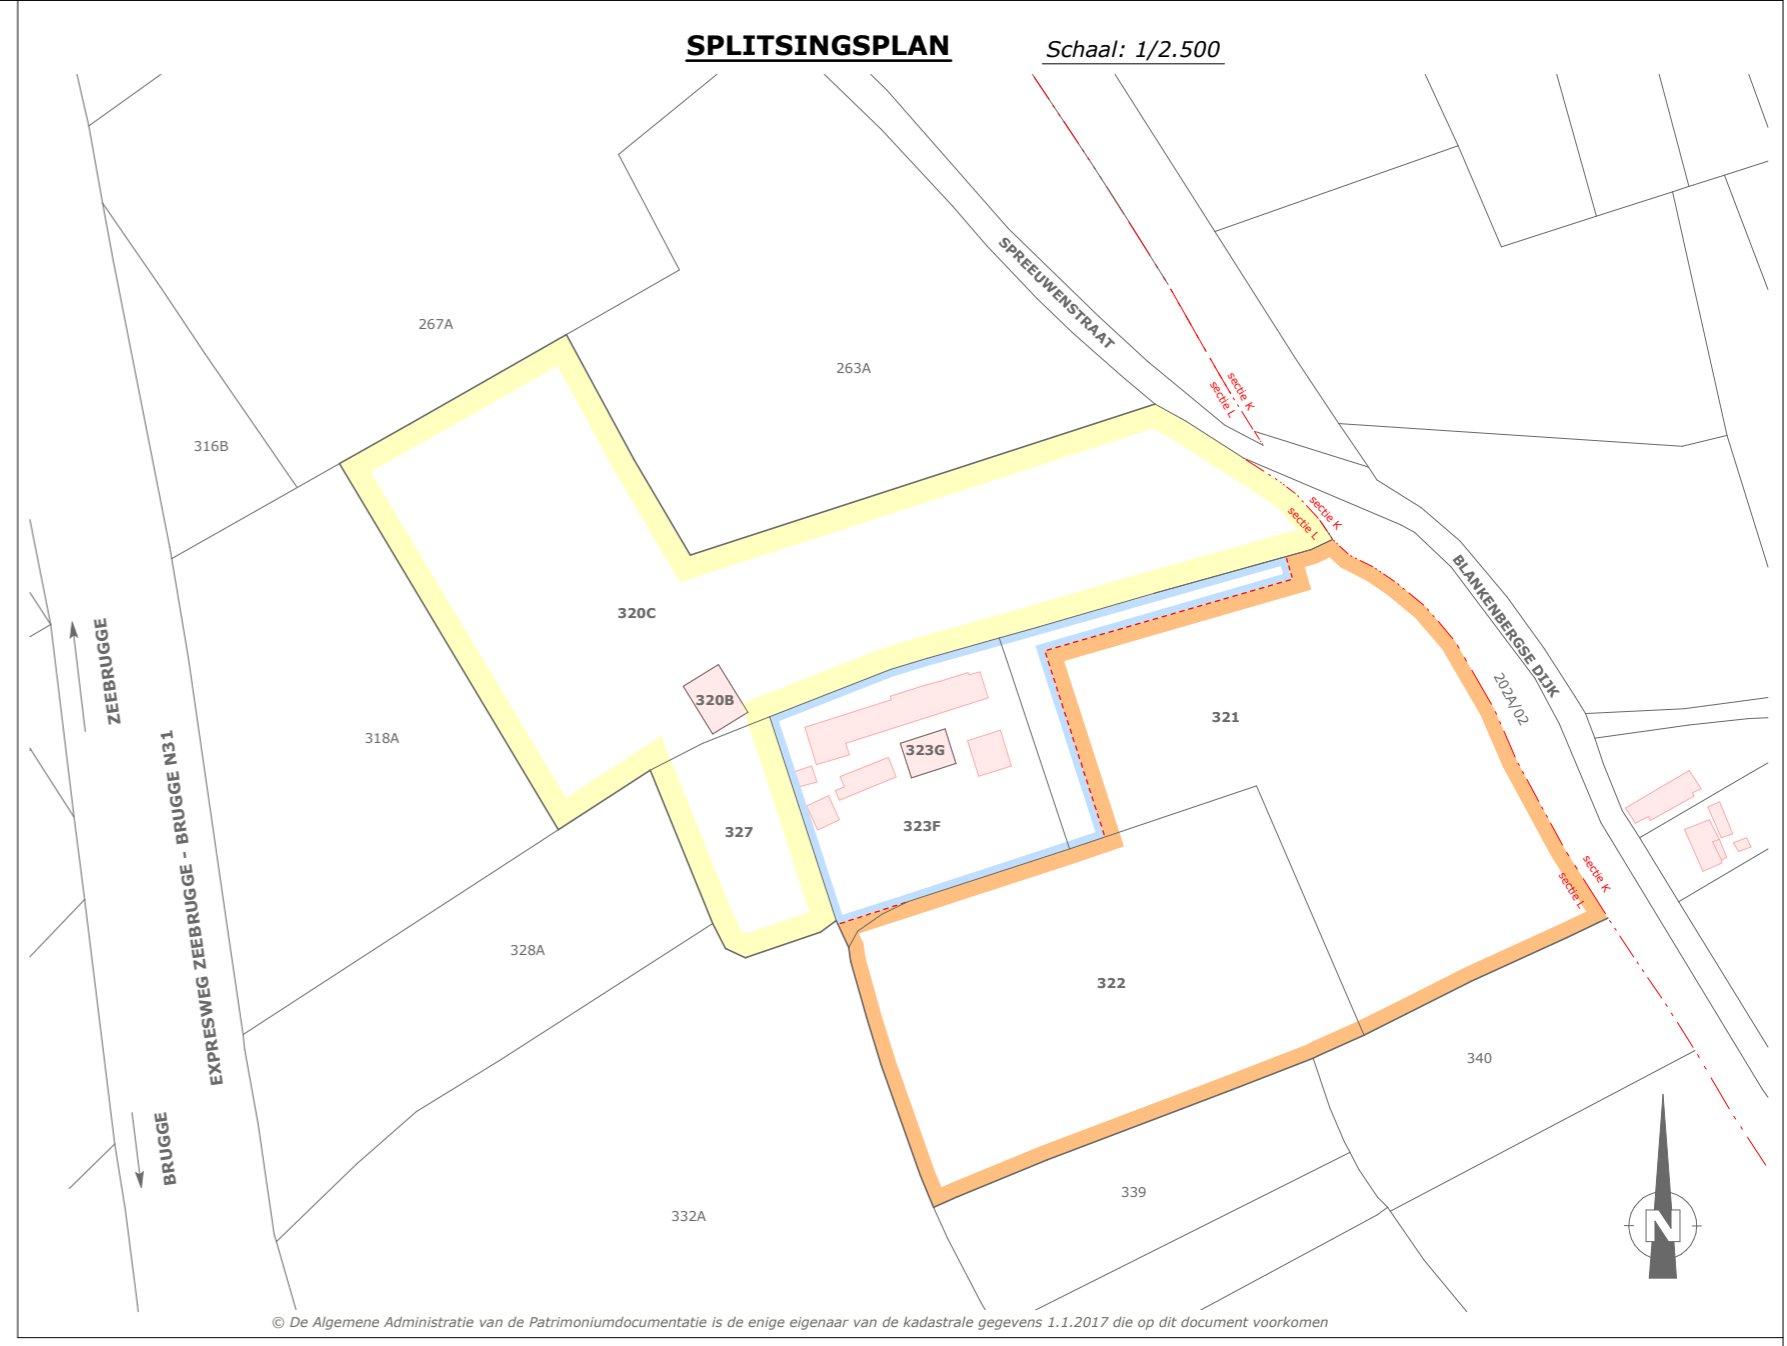 SPLITSINGSPLAN
Schaal: 1/2.500
SPREEUWENSTRAAT
267A
263A
sectie K
sectie L
316B
sectie K
sectie L
BLANKENBERGSE DIJK
320C
ZEEBRUGGE
320B
202A/02
321
318A
323G
EXPRESWEG ZEEBRUGGE - BRUGGE N31
327
323F
sectie K
sectie L
328A
322
340
BRUGGE
339
332A
N
© De Algemene Administratie van de Patrimoniumdocumentatie is de enige eigenaar van de kadastrale gegevens 1.1.2017 die op dit document voorkomen